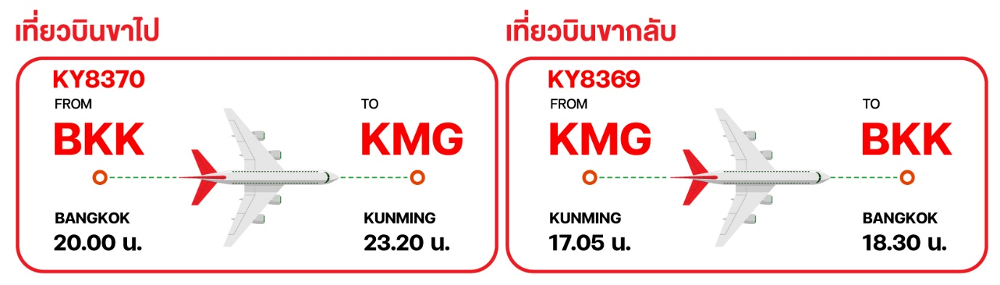 เที่ยวบินขาไป
KY8370
FROM
BKK
TO
KMG
BANGKOK
20.00 น.
KUNMING
23.20 น.
เที่ยวบินขากลับ
KY8369
FROM
KMG
TO
BKK
KUNMING
17.05 น.
BANGKOK
18.30 น.